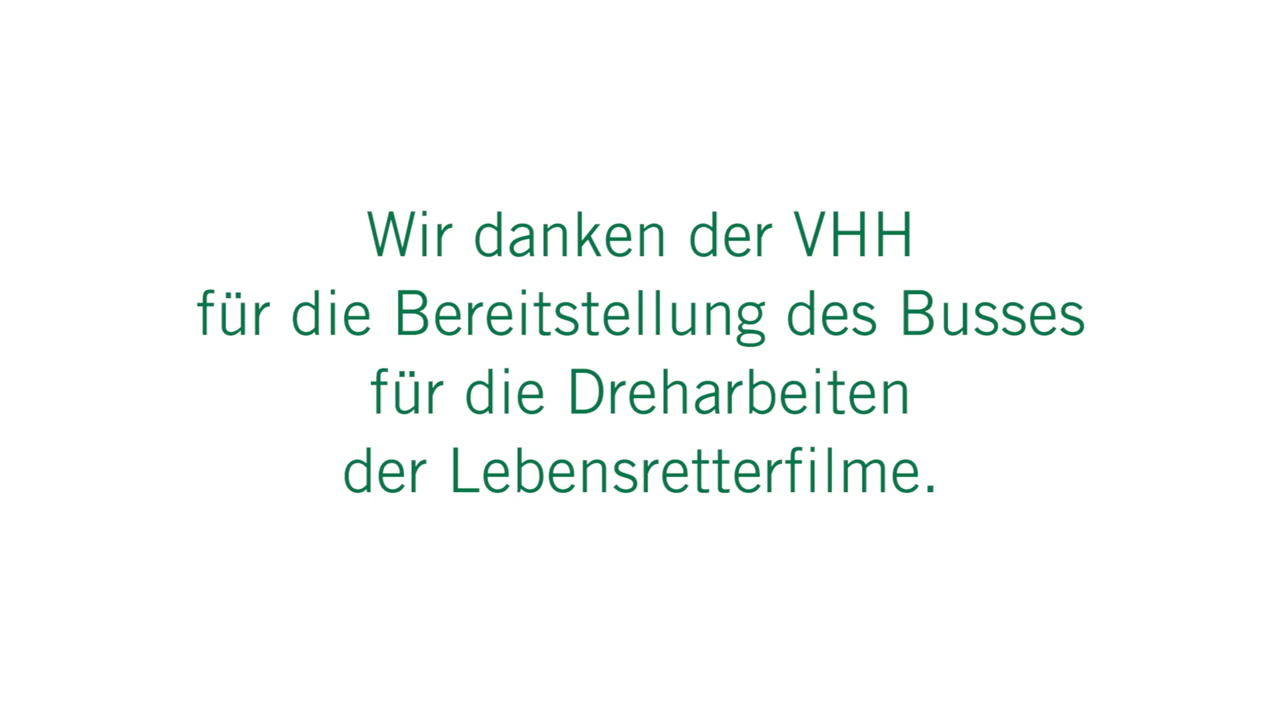 Wir danken der VHH
für die Bereitstellung des Busses
für die Dreharbeiten
der Lebensretterfilme.